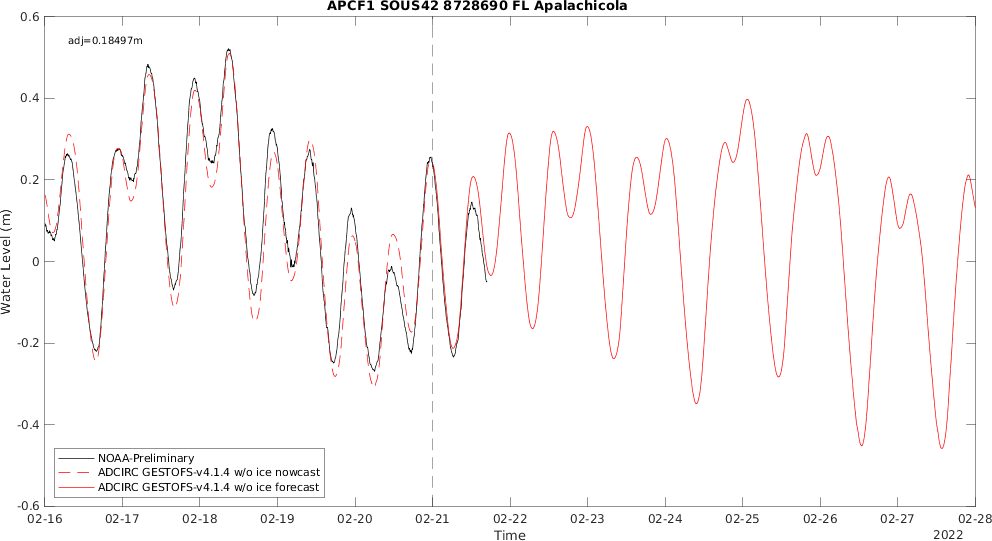 APCF1 SOUS42 8728690 FL Apalachicola
adj=0.18497m
0.6
0.4
0.2
0
-0.2
-0.4
-0.6
Water Level (m)
NOAA-Preliminary
ADCIRC GESTOFS-v4.1.4 w/o ice nowcast
ADCIRC GESTOFS-v4.1.4 w/o ice forecast
02-16 02-17 02-18 02-19 02-20 02-21 02-22 02-23 02-24 02-25 02-26 02-27 02-28
Time
2022